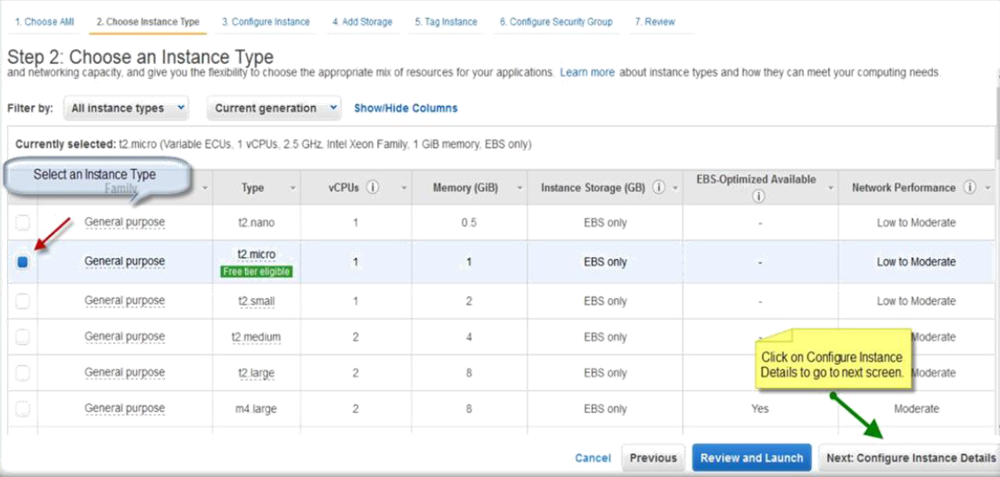 1. Choose AMI 2. Choose Instance Type 3. Configure Instance 4. Add Storage 5. Tag Instance 6. Configure Security Group 7. Review
Step 2: Choose an Instance Type
and networking capacity, and give you the flexibility to choose the appropriate mix of resources for your applications. Learn more about instance types and how they can meet your computing needs.
Filter by: All instance types Current generation Show/Hide Columns
Currently selected: t2.micro (Variable ECUs, 1 vCPUs, 2.5 GHz, Intel Xeon Family, 1 GiB memory, EBS only)
Select an Instance Type
Family Type vCPUs i Memory (GiB) Instance Storage (GB) i EBS-Optimized Available i Network Performance i
General purpose t2.nano 1 0.5 EBS only - Low to Moderate
General purpose t2.micro 1 1 EBS only - Low to Moderate
Free tier eligible
General purpose t2.small 1 2 EBS only - Low to Moderate
General purpose t2.medium 2 4 EBS only - Moderate
General purpose t2.large 2 8 EBS only Moderate
General purpose m4.large 2 8 EBS only Yes Moderate
Click on Configure Instance
Details to go to next screen.
Cancel Previous Review and Launch Next: Configure Instance Details